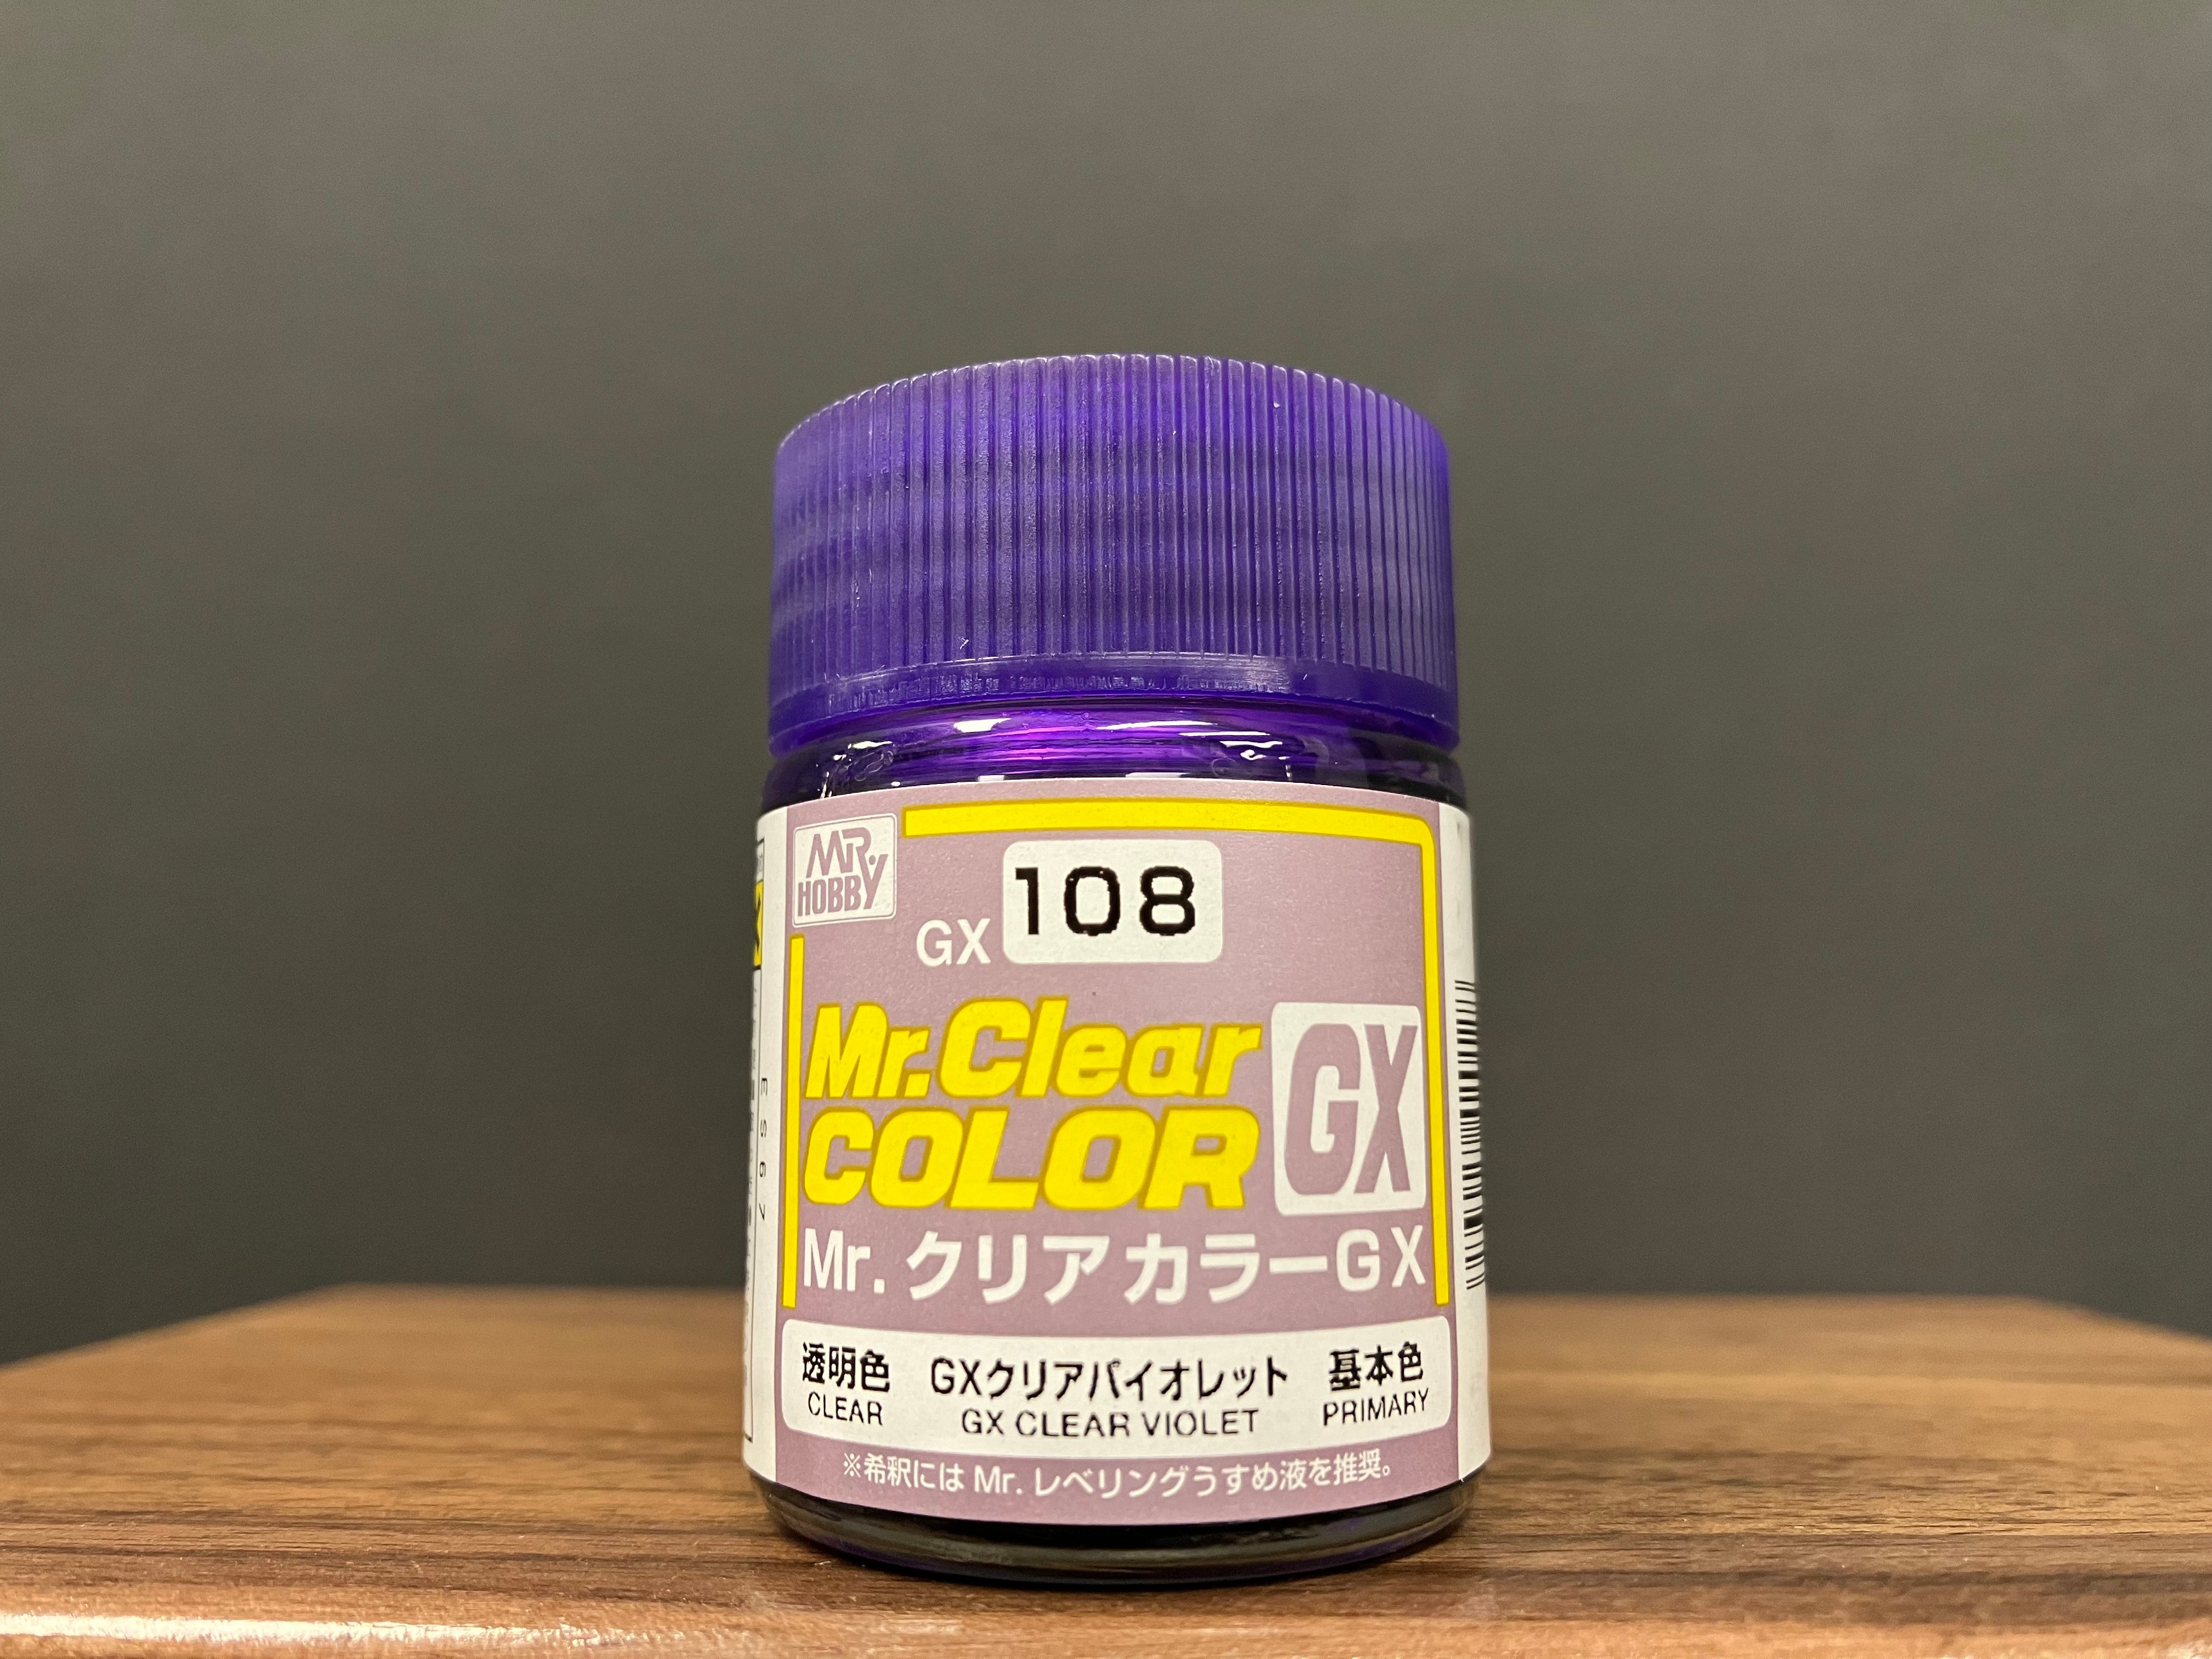 MR HOBBY
GX 108
Mr.Clear
COLOR GX
Mr.クリアカラーGX
透明色 GXクリアバイオレット 基本色
CLEAR GX CLEAR VIOLET PRIMARY
※希釈には Mr. レベリングうすめ液を推奨。
ES67